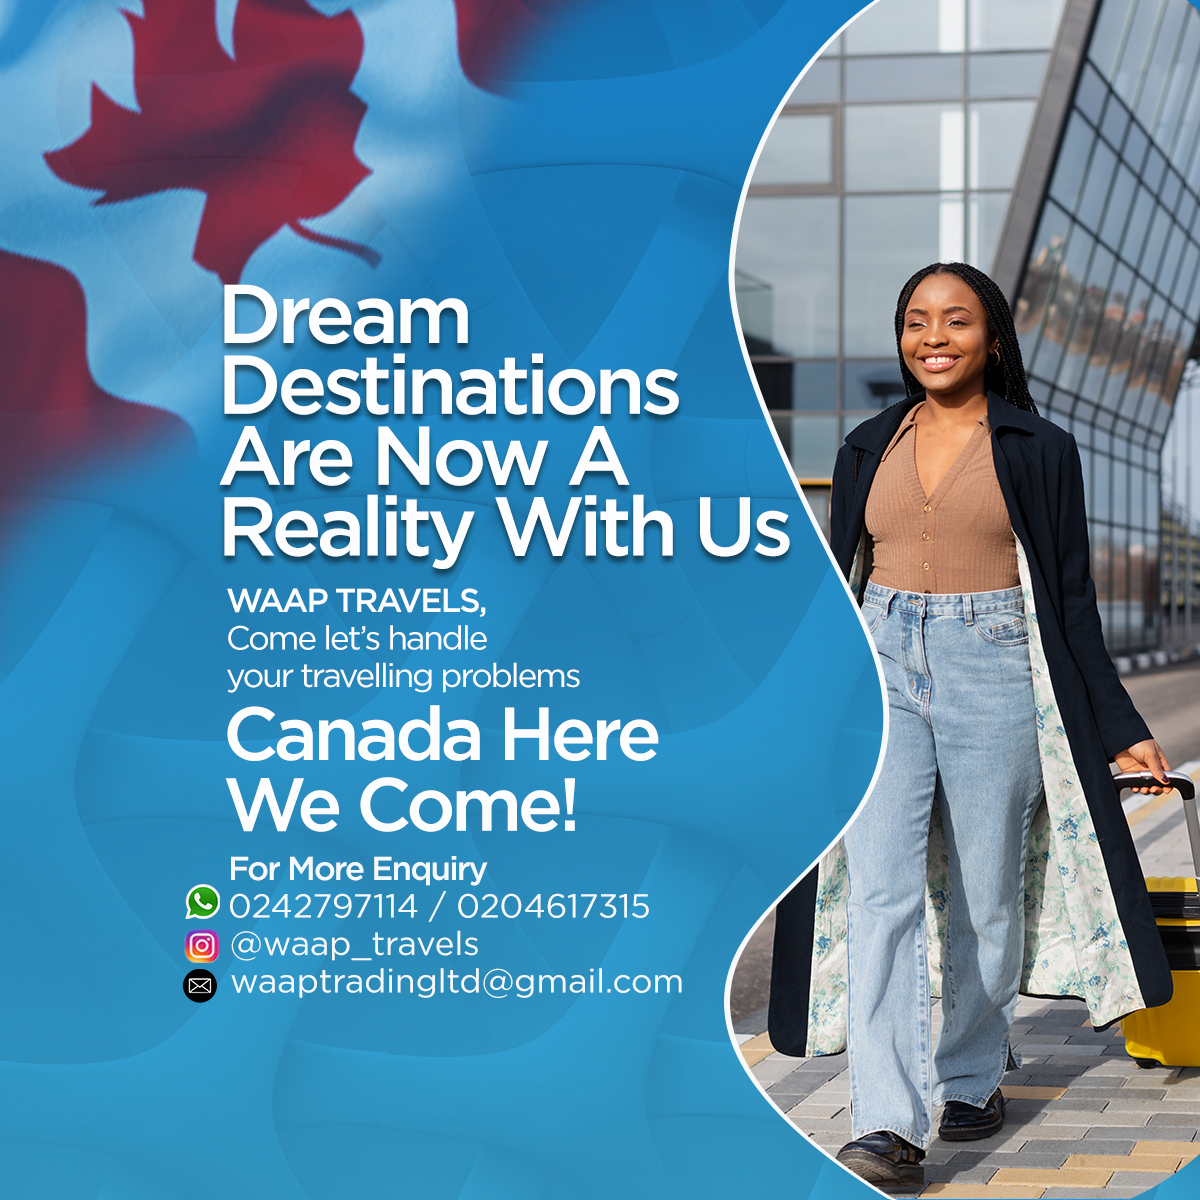 Dream
Destinations
Are Now A
Reality With Us
WAAP TRAVELS,
Come let's handle
your travelling problems
Canada Here
We Come!
For More Enquiry
0242797114 / 0204617315
@waap_travels
waaptradingltd@gmail.com